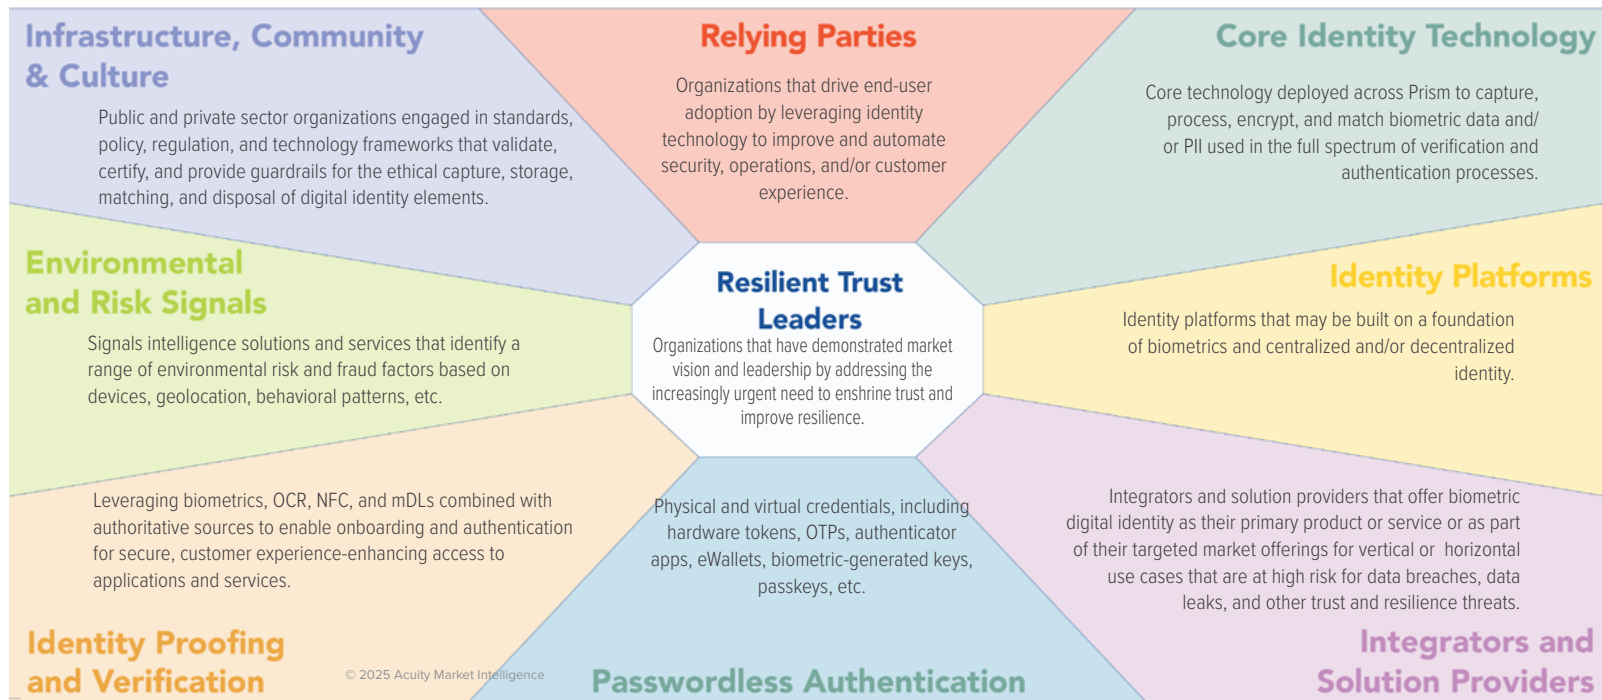 Infrastructure, Community
& Culture
Public and private sector organizations engaged in standards,
policy, regulation, and technology frameworks that validate,
certify, and provide guardrails for the ethical capture, storage,
matching, and disposal of digital identity elements.
Relying Parties
Organizations that drive end-user
adoption by leveraging identity
technology to improve and automate
security, operations, and/or customer
experience.
Core Identity Technology
Core technology deployed across Prism to capture,
process, encrypt, and match biometric data and/
or PII used in the full spectrum of verification and
authentication processes.
Environmental
and Risk Signals
Signals intelligence solutions and services that identify a
range of environmental risk and fraud factors based on
devices, geolocation, behavioral patterns, etc.
Resilient Trust
Leaders
Organizations that have demonstrated market
vision and leadership by addressing the
increasingly urgent need to enshrine trust and
improve resilience.
Identity Platforms
Identity platforms that may be built on a foundation
of biometrics and centralized and/or decentralized
identity.
Leveraging biometrics, OCR, NFC, and mDLs combined with
authoritative sources to enable onboarding and authentication
for secure, customer experience-enhancing access to
applications and services.
Identity Proofing
and Verification
© 2025 Acuity Market Intelligence
Physical and virtual credentials, including
hardware tokens, OTPs, authenticator
apps, eWallets, biometric-generated keys,
passkeys, etc.
Passwordless Authentication
Integrators and solution providers that offer biometric
digital identity as their primary product or service or as part
of their targeted market offerings for vertical or horizontal
use cases that are at high risk for data breaches, data
leaks, and other trust and resilience threats.
Integrators and
Solution Providers